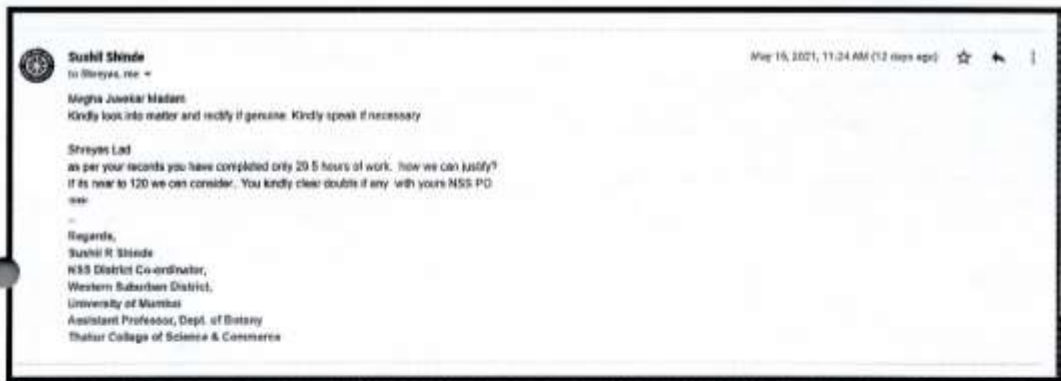 Sushil Shinde
May 15, 2021, 11:24 AM (12 days ago)
to Shreyas, me
Megha Juwekar Madam
Kindly look into matter and rectify if genuine. Kindly speak if necessary
Shreyas Lad
as per your records you have completed only 29.5 hours of work. how we can justify?
If its near to 120 we can consider.. You kindly clear doubts if any with yours NSS PO
--
Regards,
Sushil R Shinde
NSS District Co-ordinator,
Western Suburban District,
University of Mumbai
Assistant Professor, Dept. of Botany
Thakur College of Science & Commerce